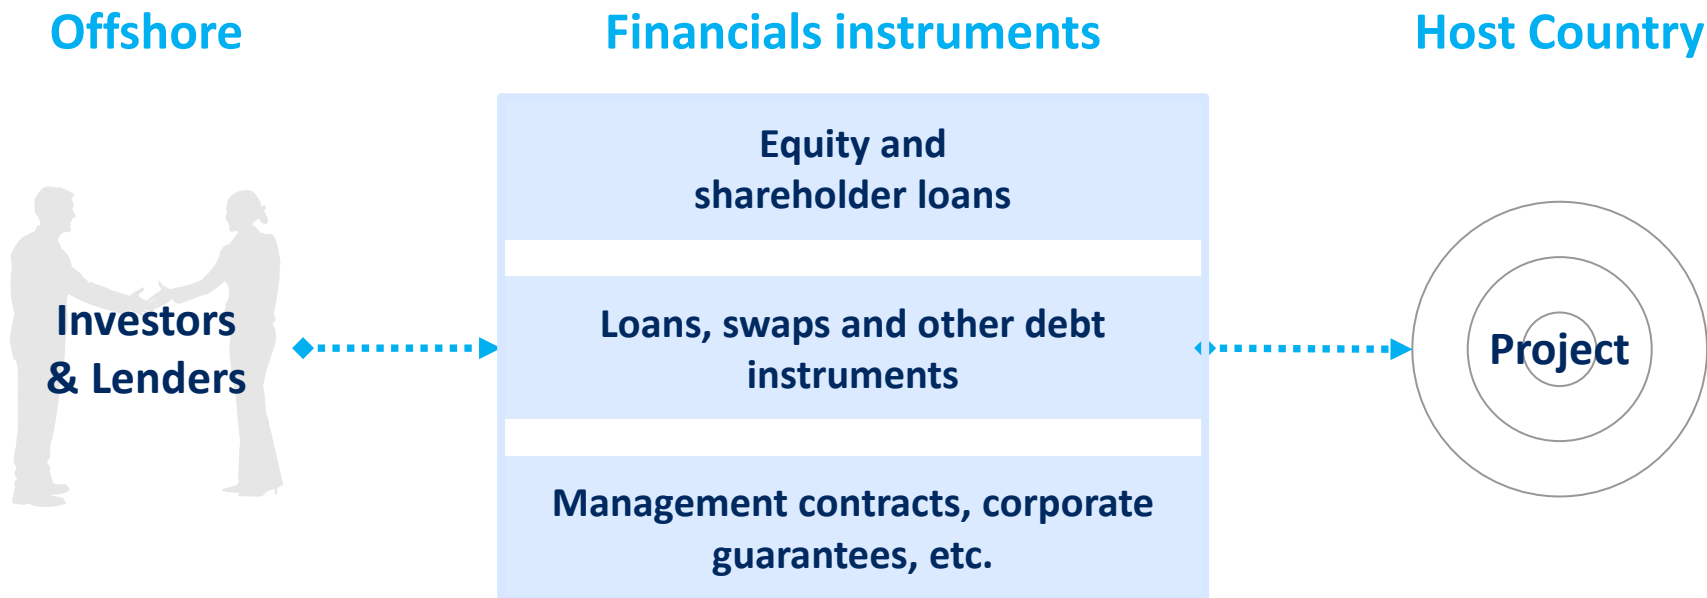 Offshore
Financials instruments
Host Country
Equity and
shareholder loans
Investors
& Lenders
Loans, swaps and other debt
instruments
Project
Management contracts, corporate
guarantees, etc.